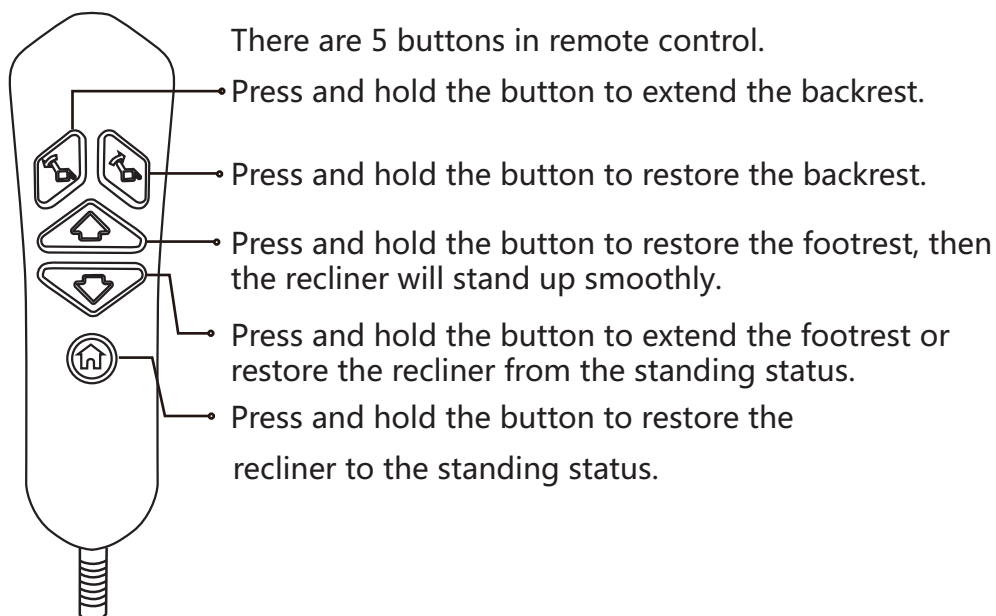 There are 5 buttons in remote control.
Press and hold the button to extend the backrest.
Press and hold the button to restore the backrest.
Press and hold the button to restore the footrest, then
the recliner will stand up smoothly.
Press and hold the button to extend the footrest or
restore the recliner from the standing status.
Press and hold the button to restore the
recliner to the standing status.